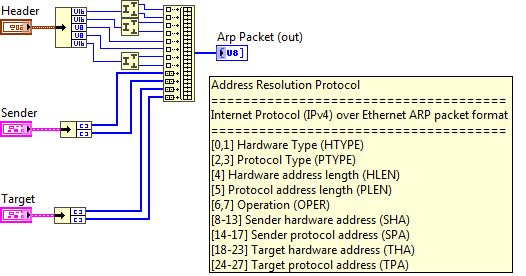 Header
U16
U16
U8
U8
U16
Arp Packet (out)
U8
Sender
Target
Address Resolution Protocol
=====================================
Internet Protocol (IPv4) over Ethernet ARP packet format
=====================================
[0,1] Hardware Type (HTYPE)
[2,3] Protocol Type (PTYPE)
[4] Hardware address length (HLEN)
[5] Protocol address length (PLEN)
[6,7] Operation (OPER)
[8-13] Sender hardware address (SHA)
[14-17] Sender protocol address (SPA)
[18-23] Target hardware address (THA)
[24-27] Target protocol address (TPA)